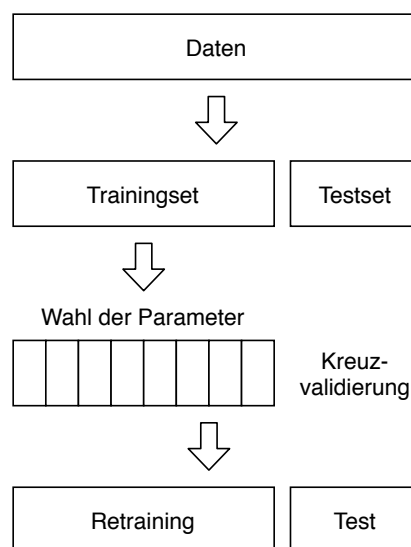 Daten
Trainingset
Testset
Wahl der Parameter
Kreuz-
validierung
Retraining
Test